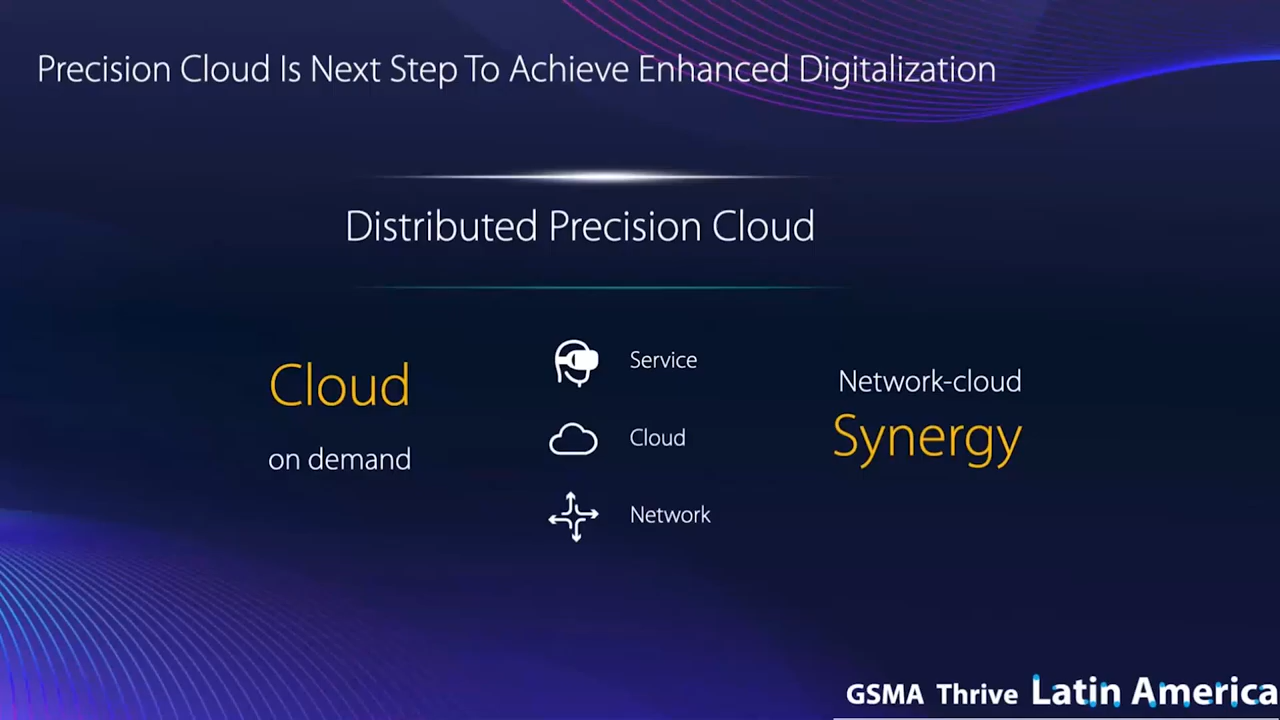 Precision Cloud Is Next Step To Achieve Enhanced Digitalization
Distributed Precision Cloud
Cloud
on demand
Service
Cloud
Network
Network-cloud
Synergy
GSMA Thrive Latin America